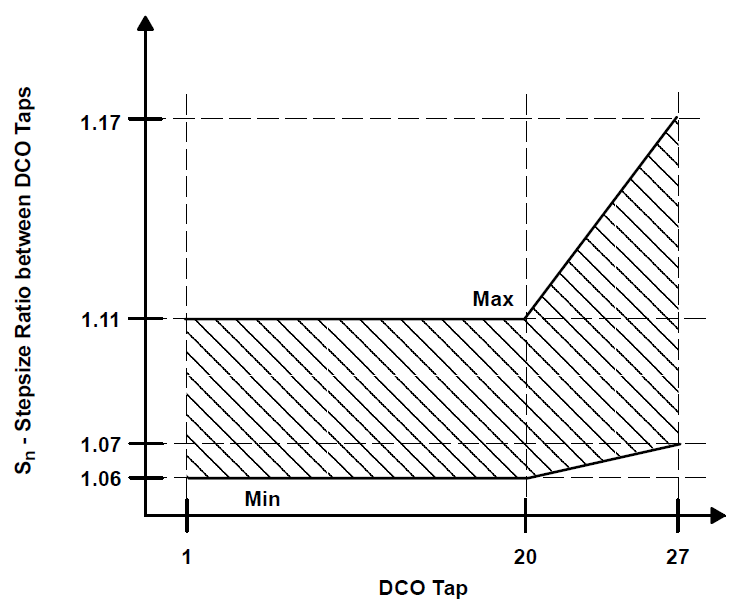 Sn - Stepsize Ratio between DCO Taps
1.17
Max
1.11
1.07
1.06
Min
1
20
27
DCO Tap